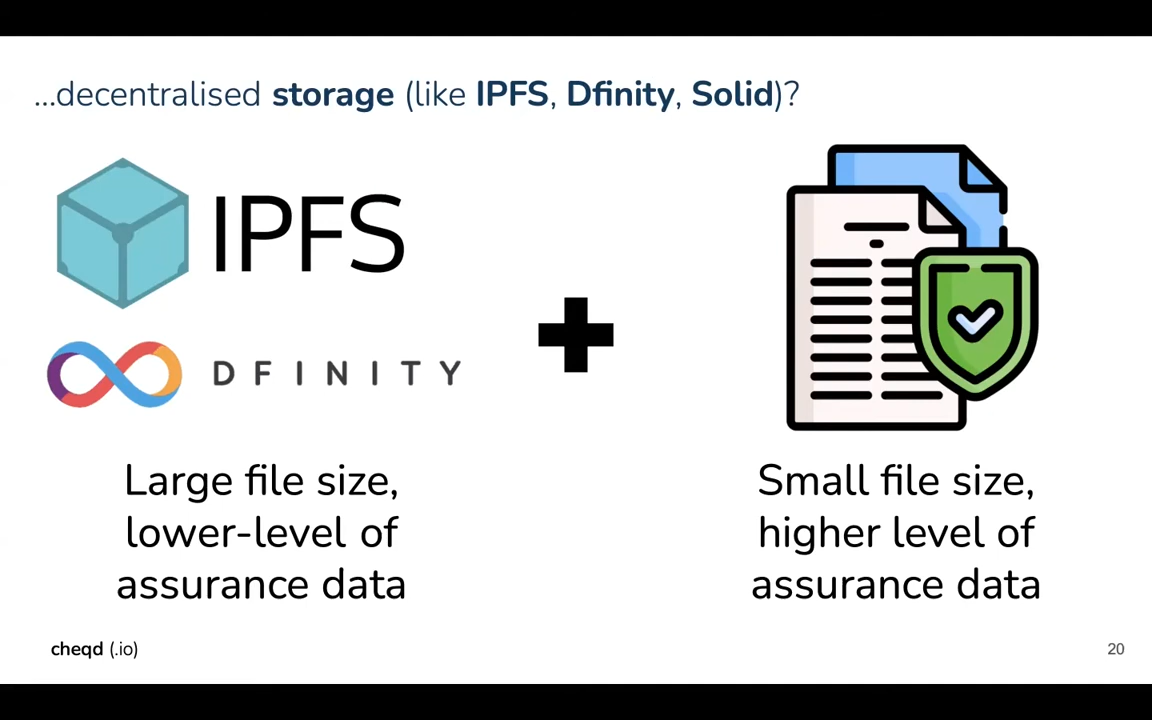 ...decentralised storage (like IPFS, Dfinity, Solid)?
IPFS
DFINITY
Large file size,
lower-level of
assurance data
Small file size,
higher level of
assurance data
cheqd (.io)
20